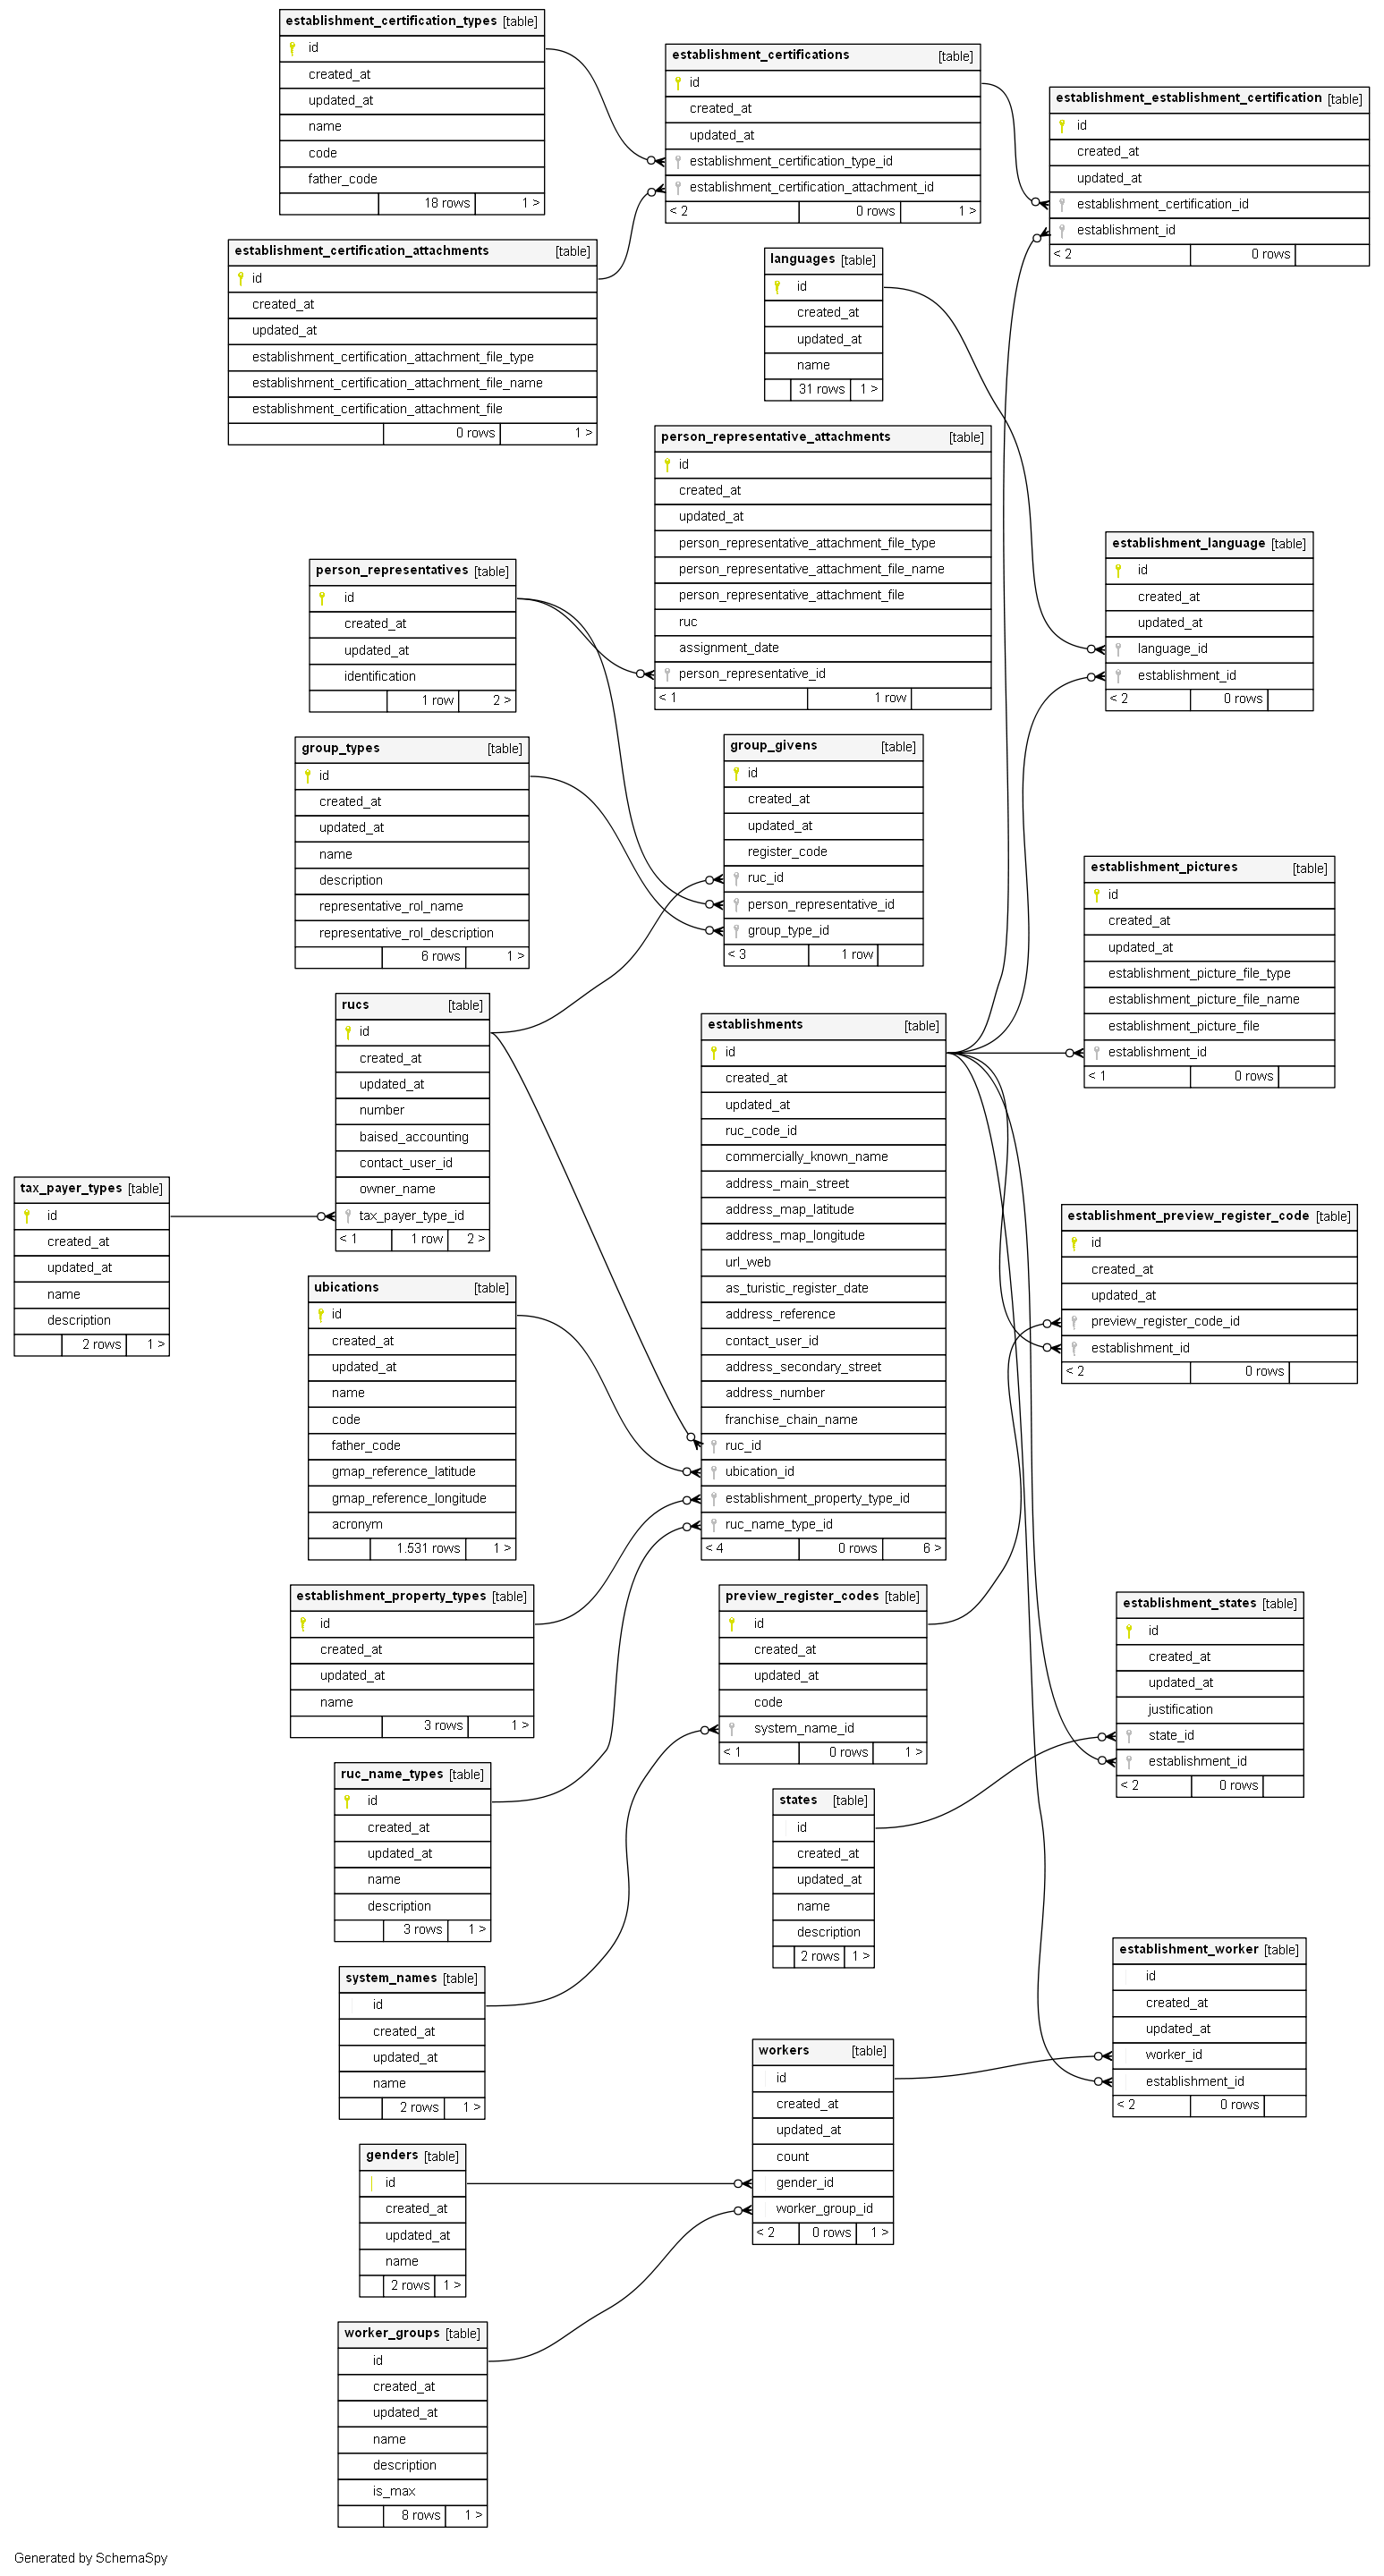 establishment_certification_types [table]
id
created_at
updated_at
name
code
father_code
18 rows 1 >
establishment_certification_attachments [table]
id
created_at
updated_at
establishment_certification_attachment_file_type
establishment_certification_attachment_file_name
establishment_certification_attachment_file
0 rows 1 >
establishment_certifications [table]
id
created_at
updated_at
establishment_certification_type_id
establishment_certification_attachment_id
< 2 0 rows 1 >
establishment_establishment_certification [table]
id
created_at
updated_at
establishment_certification_id
establishment_id
< 2 0 rows
languages [table]
id
created_at
updated_at
name
31 rows 1 >
person_representative_attachments [table]
id
created_at
updated_at
person_representative_attachment_file_type
person_representative_attachment_file_name
person_representative_attachment_file
ruc
assignment_date
person_representative_id
< 1 1 row
establishment_language [table]
id
created_at
updated_at
language_id
establishment_id
< 2 0 rows
person_representatives [table]
id
created_at
updated_at
identification
1 row 2 >
group_types [table]
id
created_at
updated_at
name
description
representative_rol_name
representative_rol_description
6 rows 1 >
group_givens [table]
id
created_at
updated_at
register_code
ruc_id
person_representative_id
group_type_id
< 3 1 row
establishment_pictures [table]
id
created_at
updated_at
establishment_picture_file_type
establishment_picture_file_name
establishment_picture_file
establishment_id
< 1 0 rows
rucs [table]
id
created_at
updated_at
number
baised_accounting
contact_user_id
owner_name
tax_payer_type_id
< 1 1 row 2 >
tax_payer_types [table]
id
created_at
updated_at
name
description
2 rows 1 >
establishments [table]
id
created_at
updated_at
ruc_code_id
commercially_known_name
address_main_street
address_map_latitude
address_map_longitude
url_web
as_turistic_register_date
address_reference
contact_user_id
address_secondary_street
address_number
franchise_chain_name
ruc_id
ubication_id
establishment_property_type_id
ruc_name_type_id
< 4 0 rows 6 >
establishment_preview_register_code [table]
id
created_at
updated_at
preview_register_code_id
establishment_id
< 2 0 rows
ubications [table]
id
created_at
updated_at
name
code
father_code
gmap_reference_latitude
gmap_reference_longitude
acronym
1.531 rows 1 >
establishment_property_types [table]
id
created_at
updated_at
name
3 rows 1 >
preview_register_codes [table]
id
created_at
updated_at
code
system_name_id
< 1 0 rows 1 >
establishment_states [table]
id
created_at
updated_at
justification
state_id
establishment_id
< 2 0 rows
ruc_name_types [table]
id
created_at
updated_at
name
description
3 rows 1 >
states [table]
id
created_at
updated_at
name
description
2 rows 1 >
establishment_worker [table]
id
created_at
updated_at
worker_id
establishment_id
< 2 0 rows
system_names [table]
id
created_at
updated_at
name
2 rows 1 >
workers [table]
id
created_at
updated_at
count
gender_id
worker_group_id
< 2 0 rows 1 >
genders [table]
id
created_at
updated_at
name
2 rows 1 >
worker_groups [table]
id
created_at
updated_at
name
description
is_max
8 rows 1 >
Generated by SchemaSpy